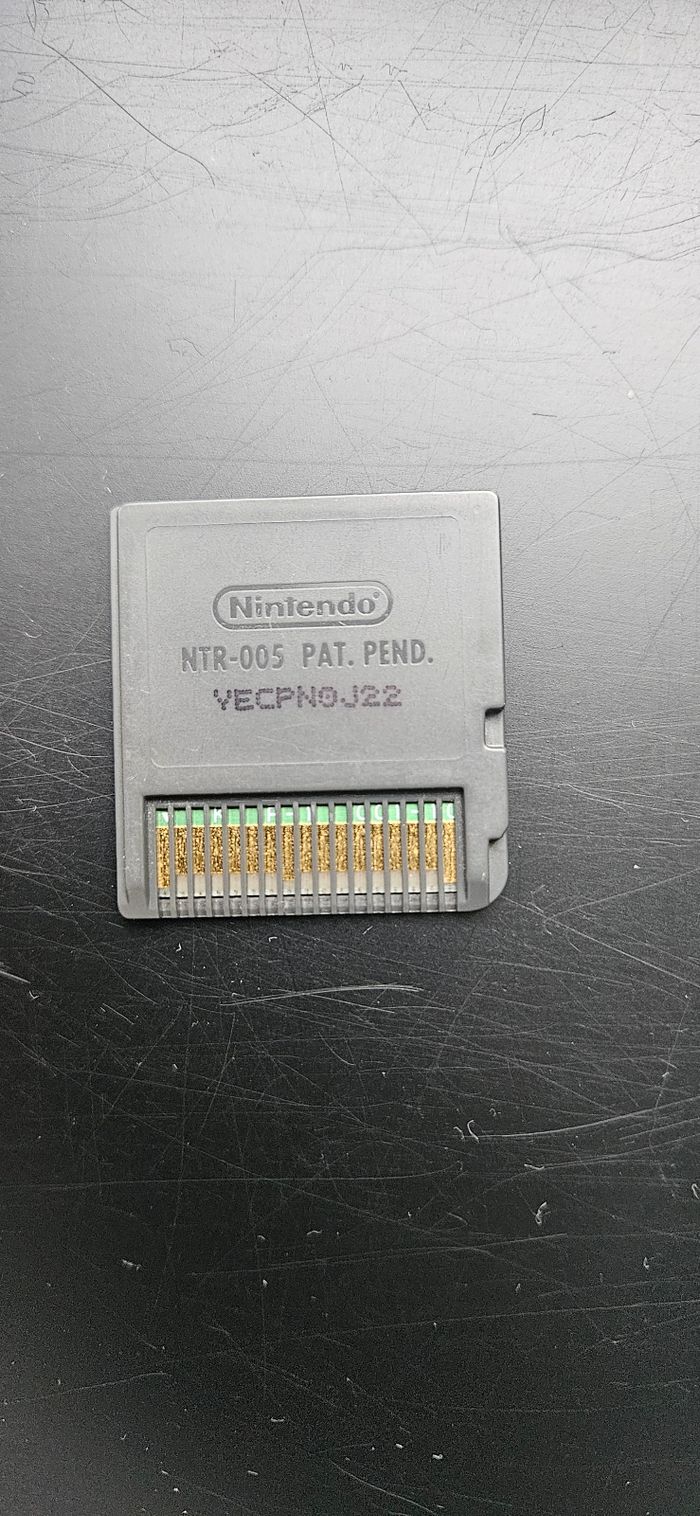 Nintendo®
NTR-005 PAT. PEND.
YECPN0J22